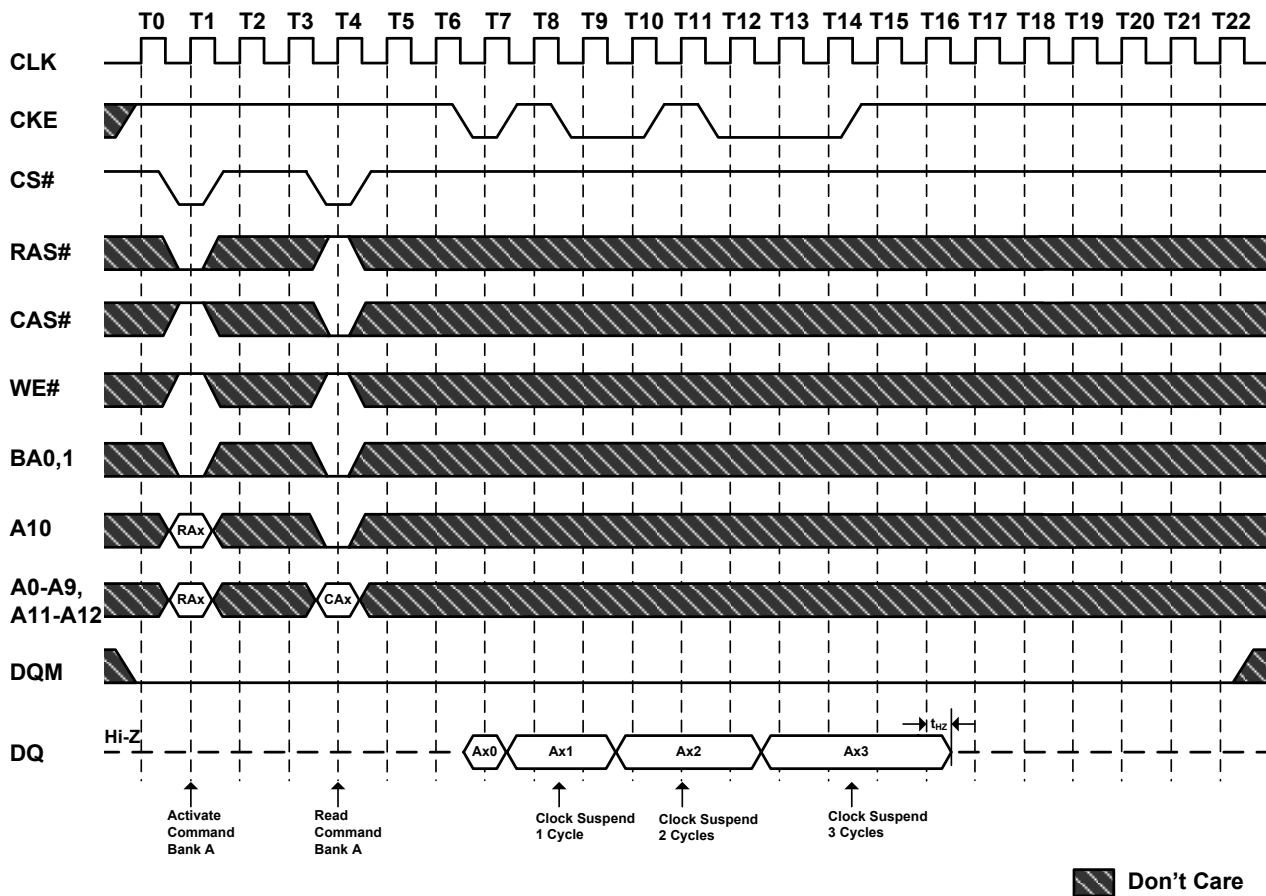 T0 T1 T2 T3 T4 T5 T6 T7 T8 T9 T10 T11 T12 T13 T14 T15 T16 T17 T18 T19 T20 T21 T22
CLK
CKE
CS#
RAS#
CAS#
WE#
BA0,1
A10
RAx
A0-A9,
A11-A12
RAx CAx
DQM
tHZ
Hi-Z
DQ
Ax0 Ax1 Ax2 Ax3
Activate
Command
Bank A
Read
Command
Bank A
Clock Suspend
1 Cycle
Clock Suspend
2 Cycles
Clock Suspend
3 Cycles
Don't Care